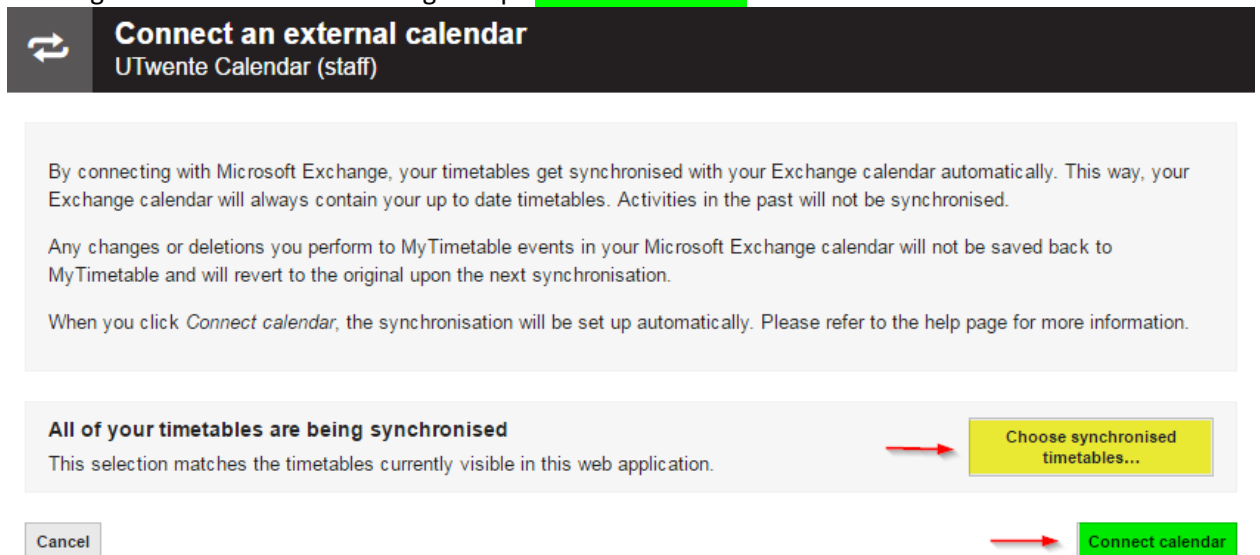 Connect an external calendar
UTwente Calendar (staff)
By connecting with Microsoft Exchange, your timetables get synchronised with your Exchange calendar automatically. This way, your
Exchange calendar will always contain your up to date timetables. Activities in the past will not be synchronised.
Any changes or deletions you perform to MyTimetable events in your Microsoft Exchange calendar will not be saved back to
MyTimetable and will revert to the original upon the next synchronisation.
When you click Connect calendar, the synchronisation will be set up automatically. Please refer to the help page for more information.
All of your timetables are being synchronised
This selection matches the timetables currently visible in this web application.
Choose synchronised
timetables...
Cancel
Connect calendar